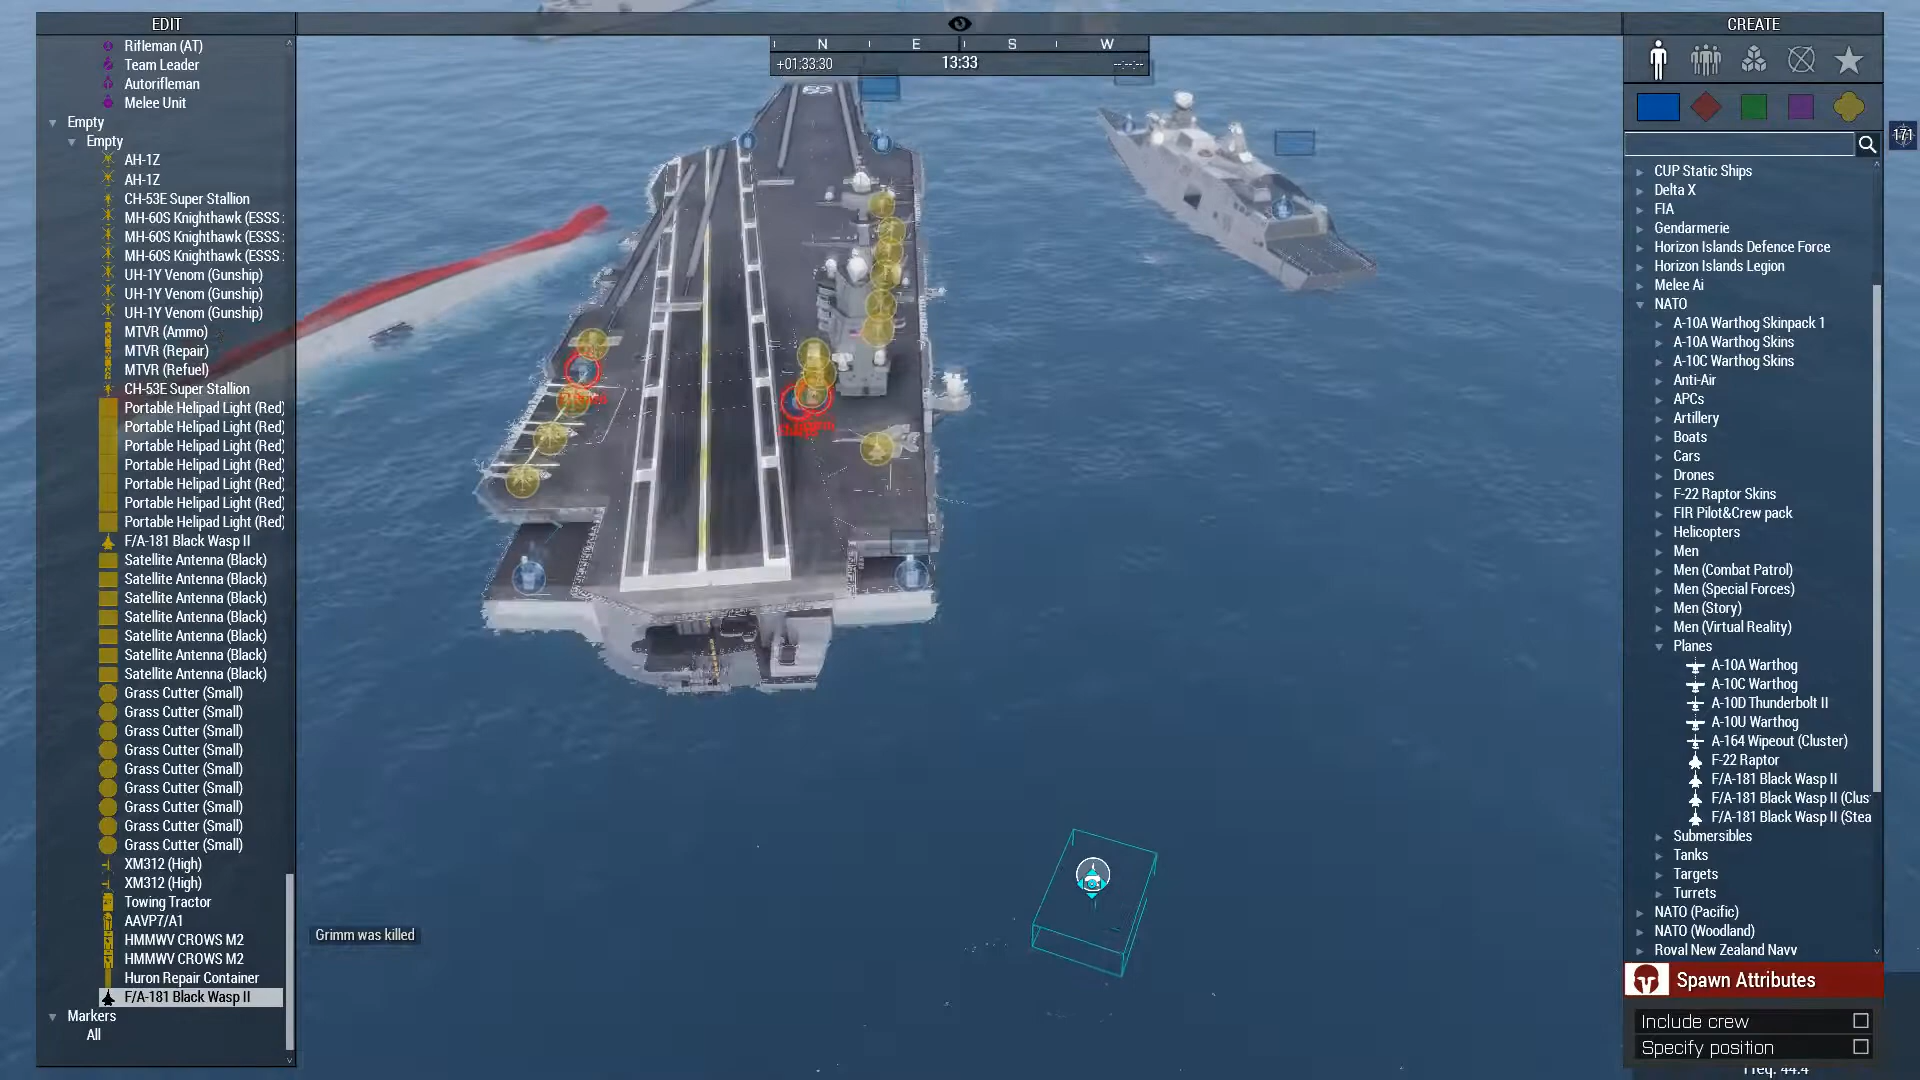 EDIT
Rifleman (AT)
Team Leader
Autorifleman
Melee Unit
Empty
Empty
AH-1Z
AH-1Z
CH-53E Super Stallion
MH-60S Knighthawk (ESSS
MH-60S Knighthawk (ESSS
MH-60S Knighthawk (ESSS
UH-1Y Venom (Gunship)
UH-1Y Venom (Gunship)
UH-1Y Venom (Gunship)
MTVR (Ammo)
MTVR (Repair)
MTVR (Refuel)
CH-53E Super Stallion
Portable Helipad Light (Red)
Portable Helipad Light (Red)
Portable Helipad Light (Red)
Portable Helipad Light (Red)
Portable Helipad Light (Red)
Portable Helipad Light (Red)
Portable Helipad Light (Red)
F/A-181 Black Wasp II
Satellite Antenna (Black)
Satellite Antenna (Black)
Satellite Antenna (Black)
Satellite Antenna (Black)
Satellite Antenna (Black)
Satellite Antenna (Black)
Satellite Antenna (Black)
Grass Cutter (Small)
Grass Cutter (Small)
Grass Cutter (Small)
Grass Cutter (Small)
Grass Cutter (Small)
Grass Cutter (Small)
Grass Cutter (Small)
Grass Cutter (Small)
Grass Cutter (Small)
XM312 (High)
XM312 (High)
Towing Tractor
AAVP7/A1
HMMWV CROWS M2
HMMWV CROWS M2
Huron Repair Container
F/A-181 Black Wasp II
Markers
All
N E S W
+01:33:30 13:33 --:--:--
Grimm was killed
CREATE
171
CUP Static Ships
Delta X
FIA
Gendarmerie
Horizon Islands Defence Force
Horizon Islands Legion
Melee Ai
NATO
A-10A Warthog Skinpack 1
A-10A Warthog Skins
A-10C Warthog Skins
Anti-Air
APCs
Artillery
Boats
Cars
Drones
F-22 Raptor Skins
FIR Pilot&Crew pack
Helicopters
Men
Men (Combat Patrol)
Men (Special Forces)
Men (Story)
Men (Virtual Reality)
Planes
A-10A Warthog
A-10C Warthog
A-10D Thunderbolt II
A-10U Warthog
A-164 Wipeout (Cluster)
F-22 Raptor
F/A-181 Black Wasp II
F/A-181 Black Wasp II (Clus
F/A-181 Black Wasp II (Stea
Submersibles
Tanks
Targets
Turrets
NATO (Pacific)
NATO (Woodland)
Royal New Zealand Navy
Spawn Attributes
Include crew
Specify position
Freq: 44.4